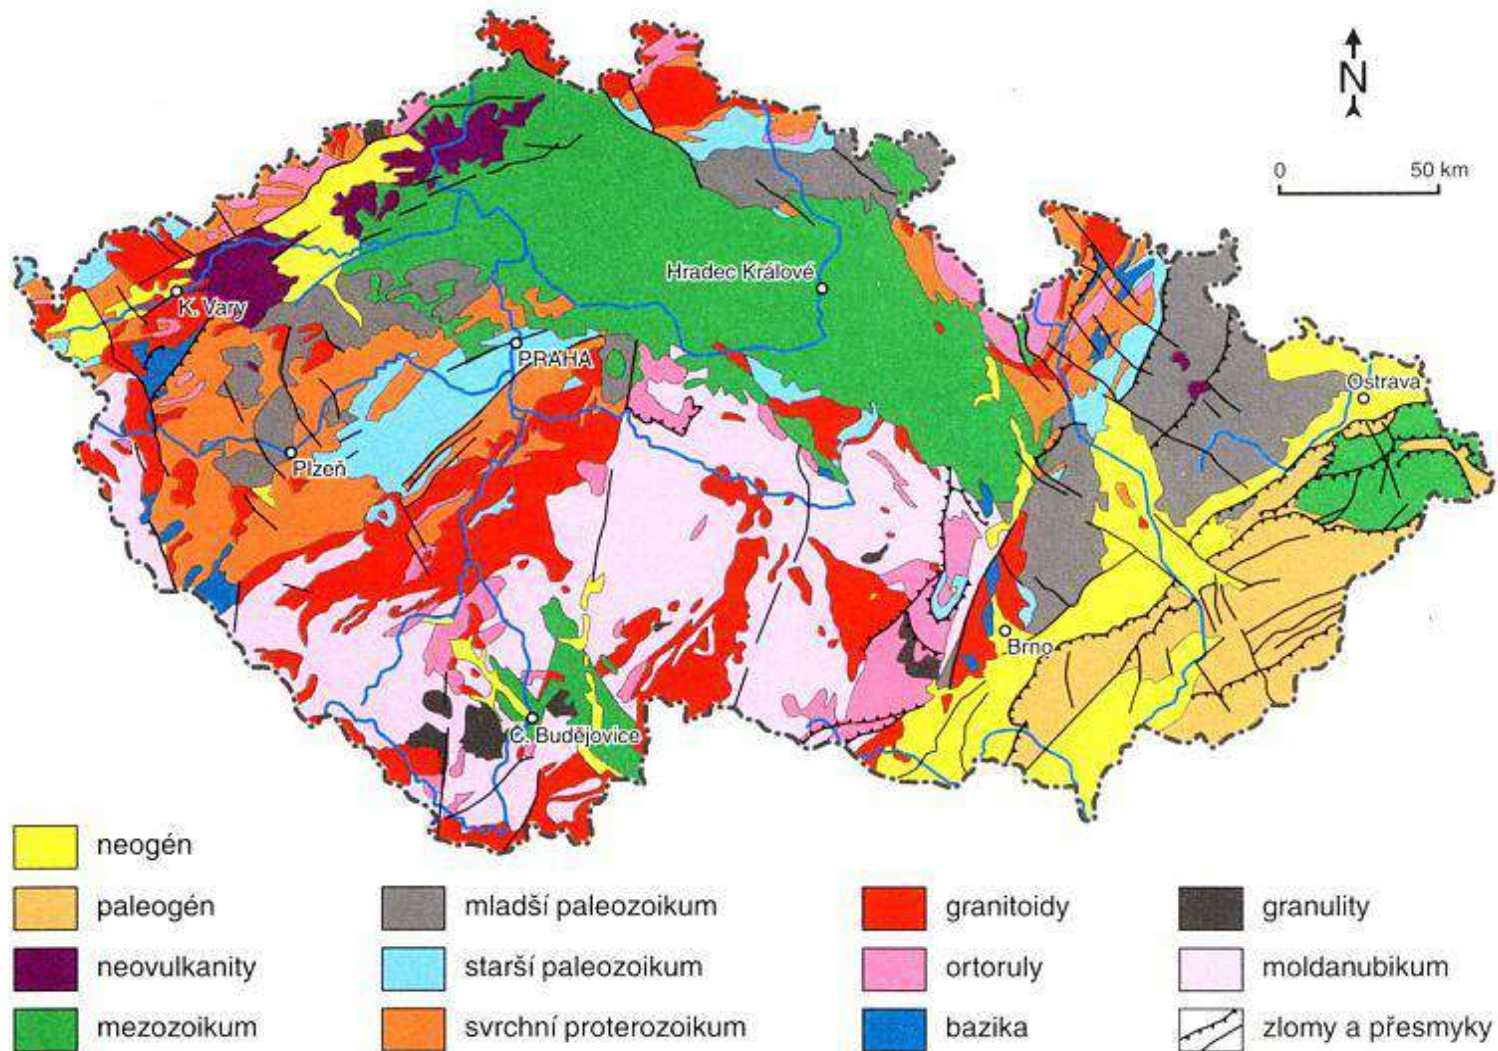 N
0 50 km
Hradec Králové
K. Vary
PRAHA
Ostrava
Plzeň
Brno
Č. Budějovice
neogén
paleogén
mladší paleozoikum
granitoidy
granulity
neovulkanity
starší paleozoikum
ortoruly
moldanubikum
mezozoikum
svrchní proterozoikum
bazika
zlomy a přesmyky